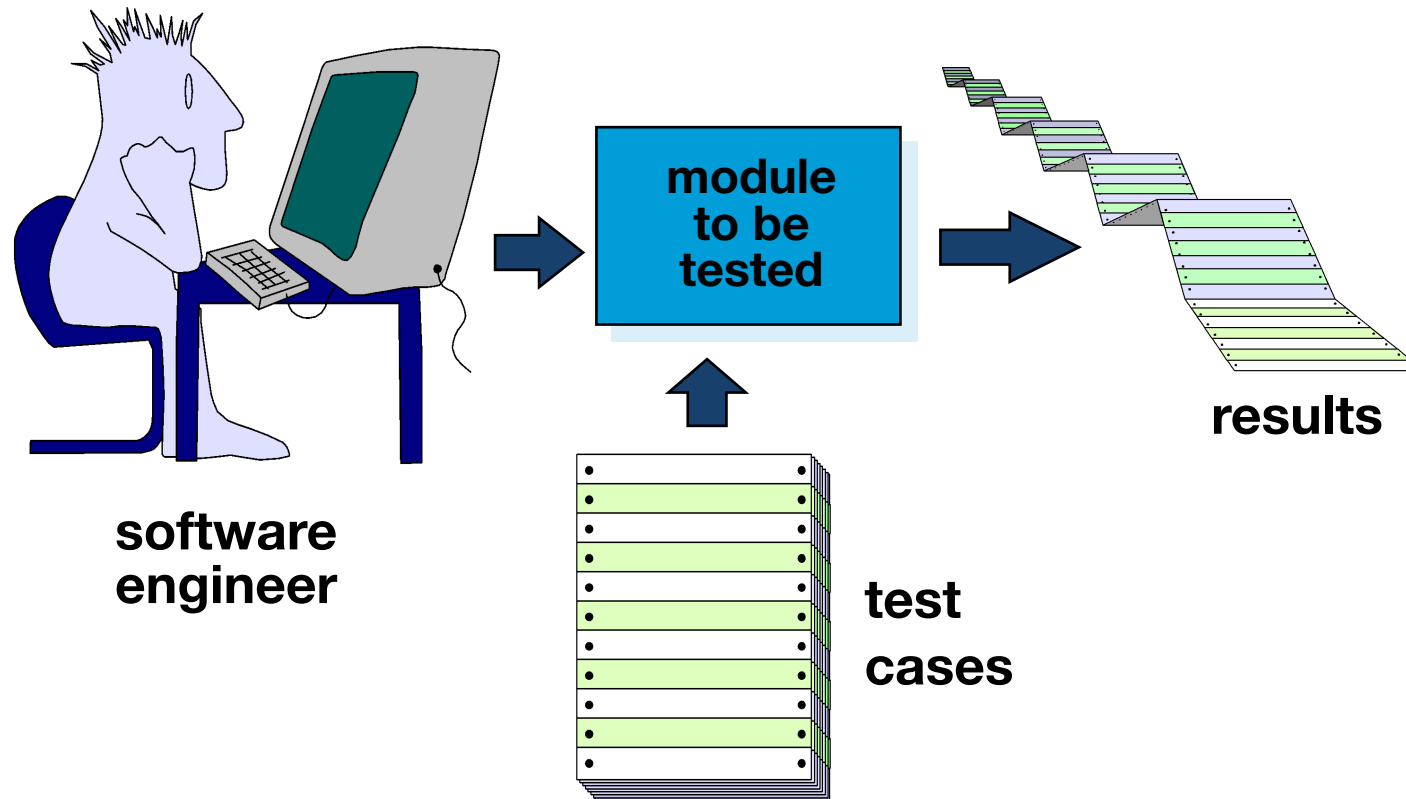 module
to be
tested
results
software
engineer
test
cases